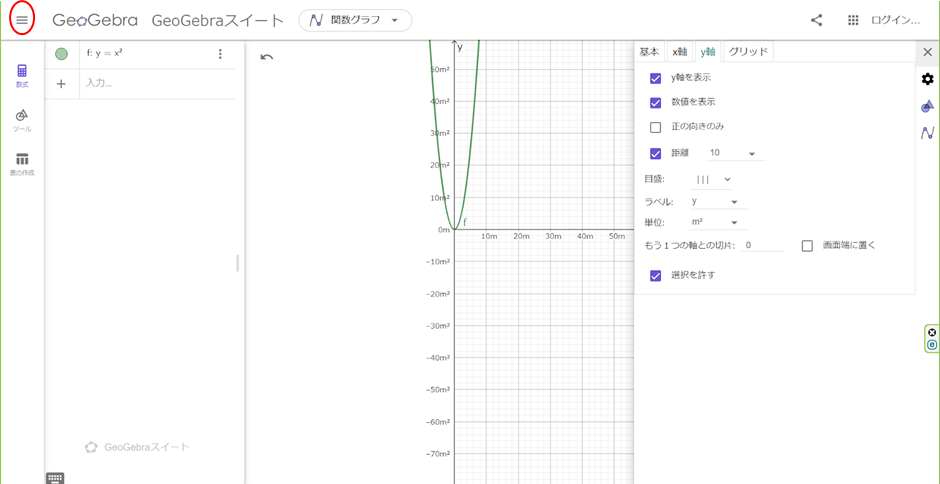 GeoGebra GeoGebraスイート 関数グラフ ログイン...
数式
ツール
表の作成
f: y = x²
入力...
GeoGebraスイート
y
50m²
40m²
30m²
20m²
10m²
0m
−10m²
−20m²
−30m²
−40m²
−50m²
−60m²
−70m²
f
10m 20m 30m 40m 50m
基本 x軸 y軸 グリッド
y軸を表示
数値を表示
正の向きのみ
距離 10
目盛: |||
ラベル: y
単位: m²
もう１つの軸との切片: 0 画面端に置く
選択を許す